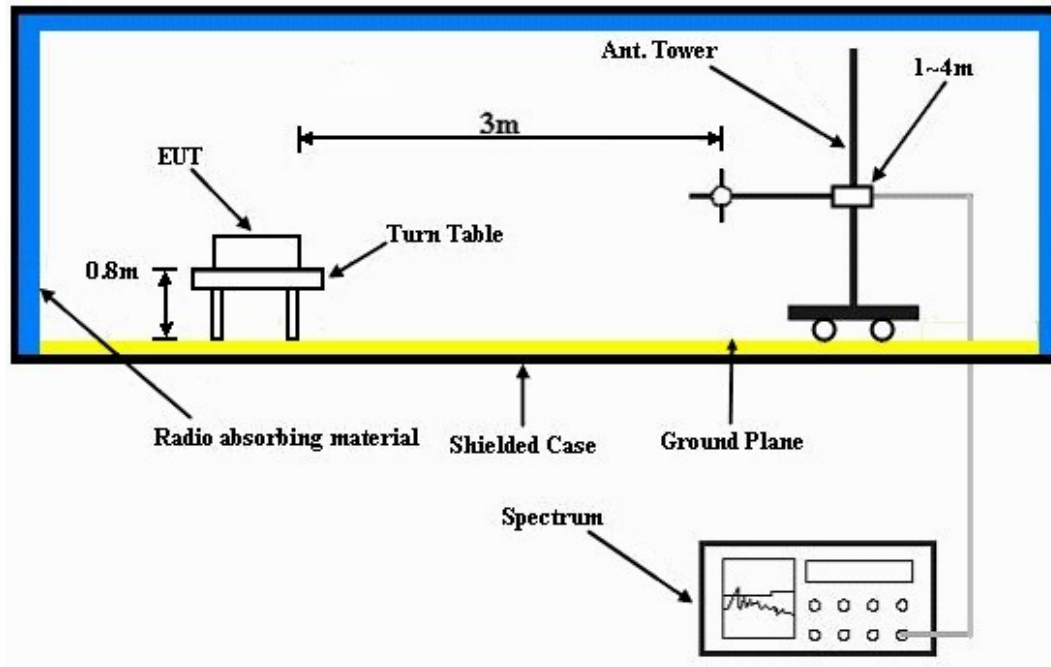 Ant. Tower
1~4m
3m
EUT
Turn Table
0.8m
Radio absorbing material
Shielded Case
Ground Plane
Spectrum